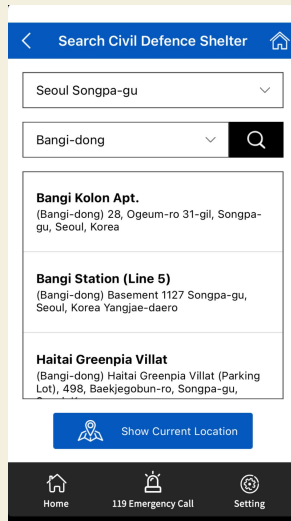 Search Civil Defence Shelter
Seoul Songpa-gu
Bangi-dong
Bangi Kolon Apt.
(Bangi-dong) 28, Ogeum-ro 31-gil, Songpa-
gu, Seoul, Korea
Bangi Station (Line 5)
(Bangi-dong) Basement 1127 Songpa-gu,
Seoul, Korea Yangjae-daero
Haitai Greenpia Villat
(Bangi-dong) Haitai Greenpia Villat (Parking
Lot), 498, Baekjegobun-ro, Songpa-gu,
Show Current Location
Home
119 Emergency Call
Setting